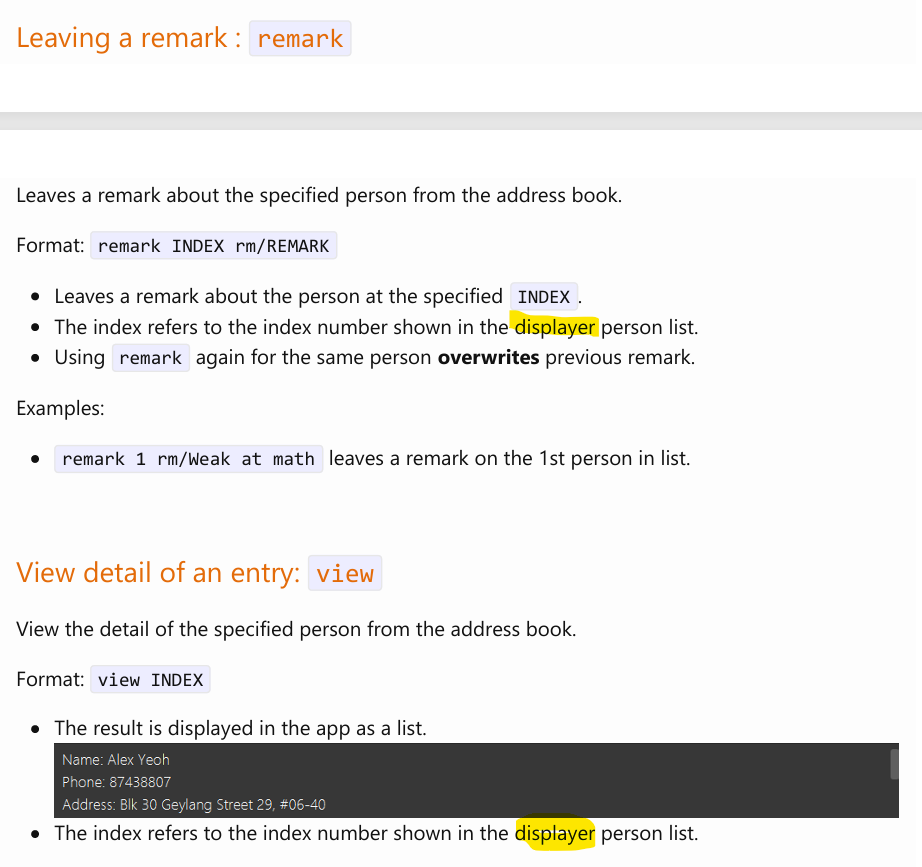 Leaving a remark : remark
Leaves a remark about the specified person from the address book.
Format: remark INDEX rm/REMARK
Leaves a remark about the person at the specified INDEX.
The index refers to the index number shown in the displayer person list.
Using remark again for the same person overwrites previous remark.
Examples:
remark 1 rm/Weak at math leaves a remark on the 1st person in list.
View detail of an entry: view
View the detail of the specified person from the address book.
Format: view INDEX
The result is displayed in the app as a list.
Name: Alex Yeoh
Phone: 87438807
Address: Blk 30 Geylang Street 29, #06-40
The index refers to the index number shown in the displayer person list.